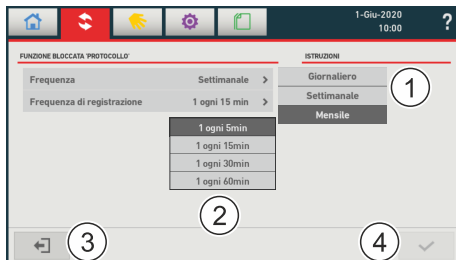 1-Giu-2020
10:00
?
FUNZIONE BLOCCATA 'PROTOCOLLO'
ISTRUZIONI
Frequenza Settimanale >
Frequenza di registrazione 1 ogni 15 min >
Giornaliero
Settimanale
Mensile
1
1 ogni 5min
1 ogni 15min
1 ogni 30min
1 ogni 60min
2
3
4